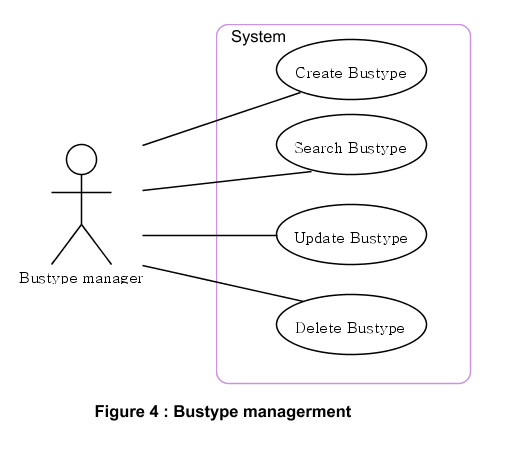 System
Create Bustype
Search Bustype
Update Bustype
Delete Bustype
Bustype manager
Figure 4 : Bustype managerment